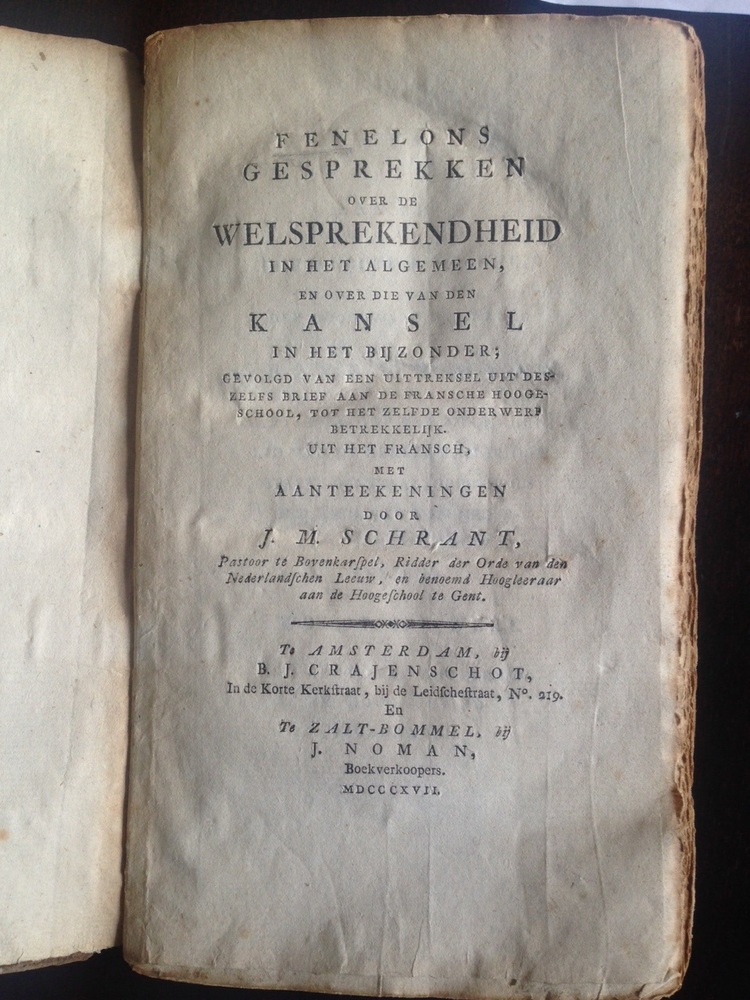 FENELONS
GESPREKKEN
OVER DE
WELSPREKENDHEID
IN HET ALGEMEEN,
EN OVER DIE VAN DEN
KANSEL
IN HET BIJZONDER;
GEVOLGD VAN EEN UITTREKSEL UIT DES-
ZELFS BRIEF AAN DE FRANSCHE HOOGE-
SCHOOL, TOT HET ZELFDE ONDERWERP
BETREKKELIJK.
UIT HET FRANSCH,
MET
AANTEEKENINGEN
DOOR
J. M. SCHRANT,
Pastoor te Bovenkarſpel, Ridder der Orde van den
Nederlandſchen Leeuw, en benoemd Hoogleeraar
aan de Hoogeſchool te Gent.
Te AMSTERDAM, bij
B. J. CRAJENSCHOT,
In de Korte Kerkſtraat, bij de Leidſcheſtraat, No. 219.
En
Te ZALT-BOMMEL, bij
J. NOMAN,
Boekverkoopers.
MDCCCXVII.